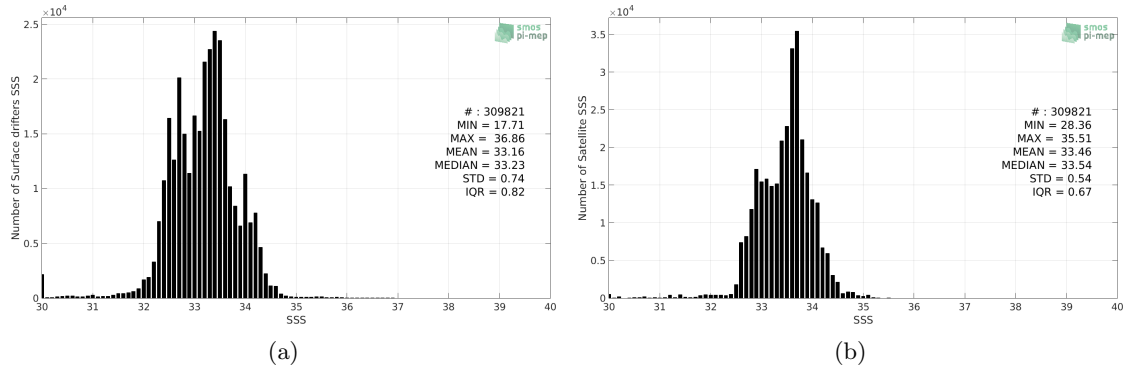 ×10⁴
2.5
2
1.5
1
0.5
0
Number of Surface drifters SSS
30 31 32 33 34 35 36 37 38 39 40
SSS
smos
pi-mep
# : 309821
MIN = 17.71
MAX = 36.86
MEAN = 33.16
MEDIAN = 33.23
STD = 0.74
IQR = 0.82
(a)
×10⁴
3.5
3
2.5
2
1.5
1
0.5
0
Number of Satellite SSS
30 31 32 33 34 35 36 37 38 39 40
SSS
smos
pi-mep
# : 309821
MIN = 28.36
MAX = 35.51
MEAN = 33.46
MEDIAN = 33.54
STD = 0.54
IQR = 0.67
(b)